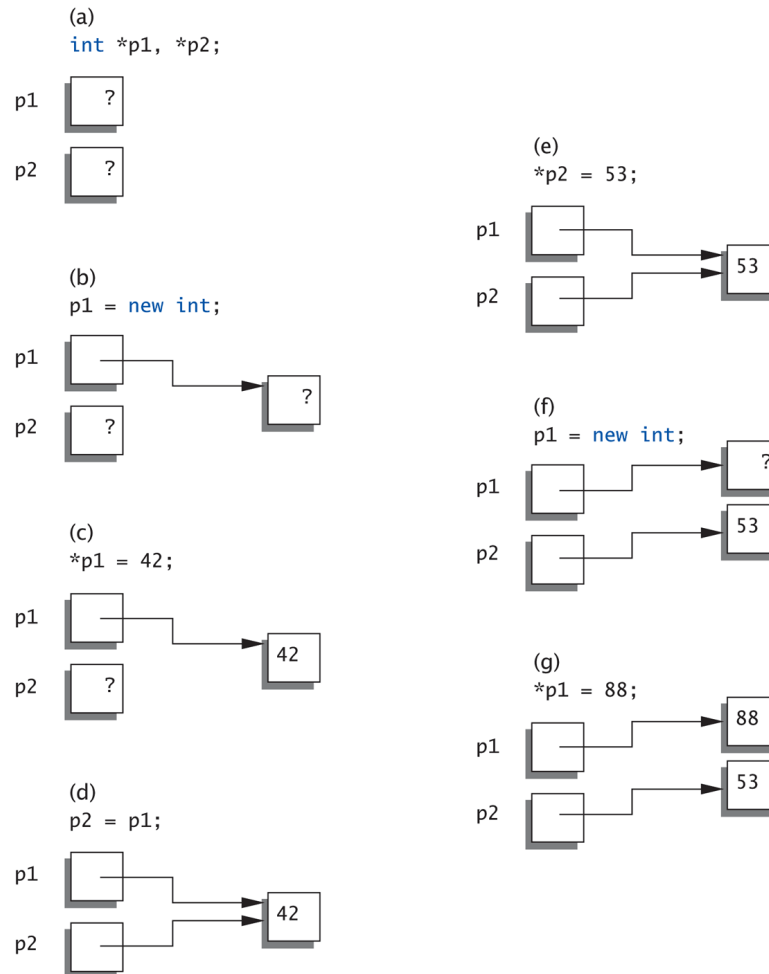 (a)
int *p1, *p2;
p1 ?
p2 ?
(b)
p1 = new int;
p1
?
p2 ?
(c)
*p1 = 42;
p1
42
p2 ?
(d)
p2 = p1;
p1
42
p2
(e)
*p2 = 53;
p1
53
p2
(f)
p1 = new int;
?
p1
53
p2
(g)
*p1 = 88;
88
p1
53
p2